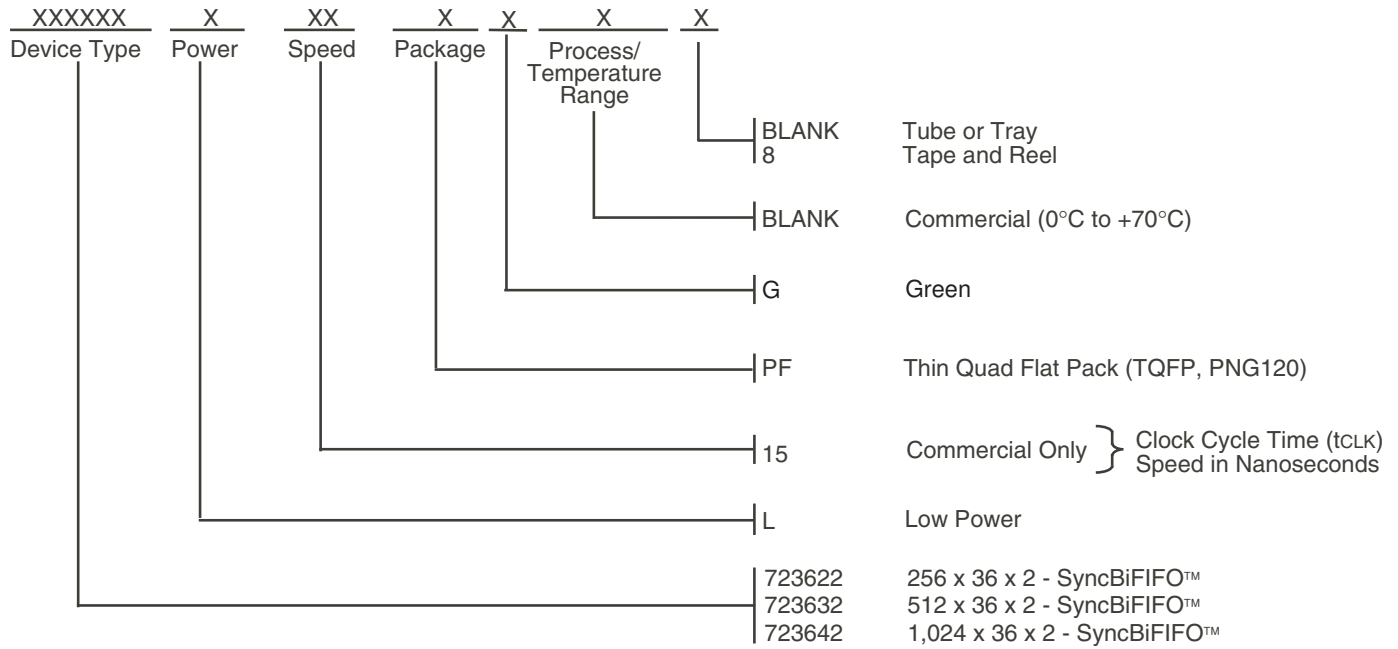 XXXXXX X XX X X X X
Device Type Power Speed Package Process/
Temperature
Range
BLANK Tube or Tray
8 Tape and Reel
BLANK Commercial (0°C to +70°C)
G Green
PF Thin Quad Flat Pack (TQFP, PNG120)
15 Commercial Only Clock Cycle Time (tCLK)
Speed in Nanoseconds
L Low Power
723622 256 x 36 x 2 - SyncBiFIFO™
723632 512 x 36 x 2 - SyncBiFIFO™
723642 1,024 x 36 x 2 - SyncBiFIFO™